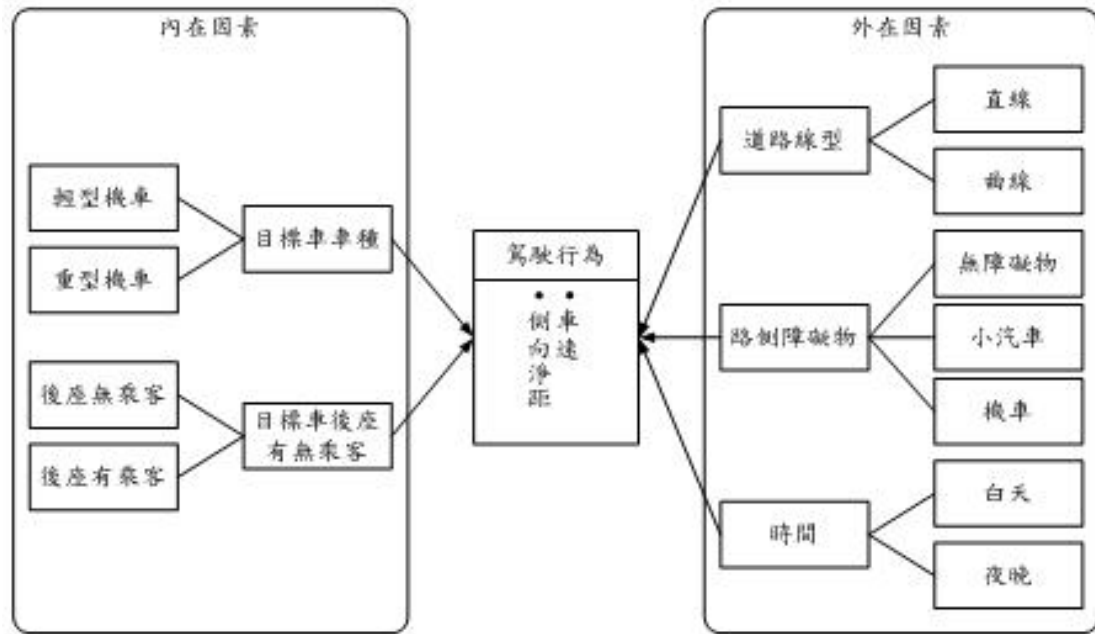 內在因素
輕型機車
重型機車
目標車車種
後座無乘客
後座有乘客
目標車後座
有無乘客
駕駛行為
•車速
•側向淨距
外在因素
道路線型
直線
曲線
路側障礙物
無障礙物
小汽車
機車
時間
白天
夜晚